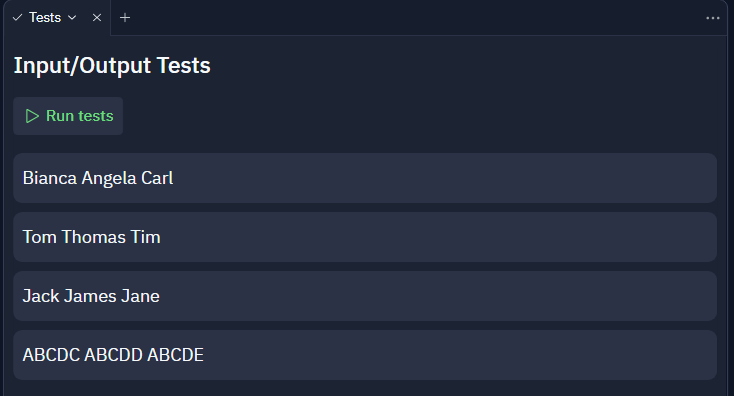 Tests
Input/Output Tests
Run tests
Bianca Angela Carl
Tom Thomas Tim
Jack James Jane
ABCDC ABCDD ABCDE